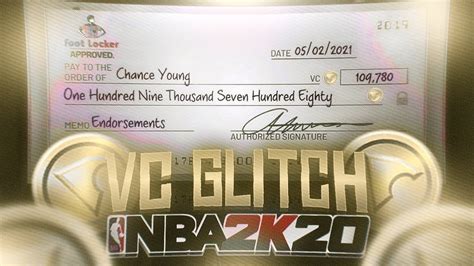 2019
Foot Locker
APPROVED.
DATE 05/02/2021
PAY TO THE
ORDER OF Chance Young VC 109,780
One Hundred Nine Thousand Seven Hundred Eighty
MEMO Endorsements
AUTHORIZED SIGNATURE
VC GLITCH
NBA2K20